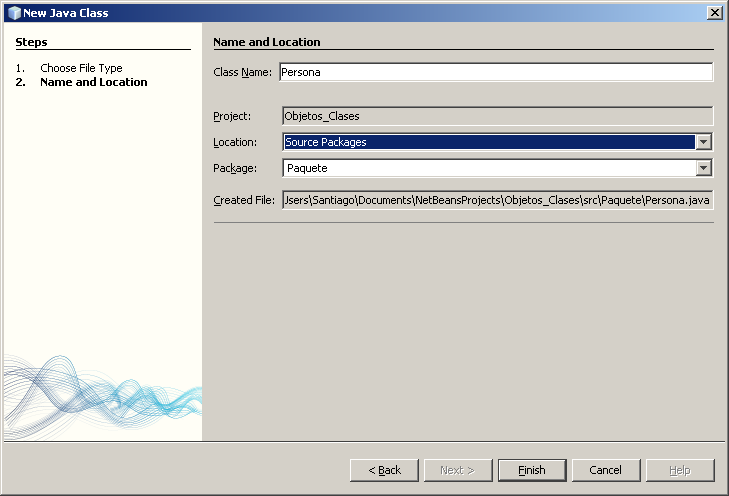 New Java Class
Steps
1. Choose File Type
2. Name and Location
Name and Location
Class Name: Persona
Project: Objetos_Clases
Location: Source Packages
Package: Paquete
Created File: Jsers\Santiago\Documents\NetBeansProjects\Objetos_Clases\src\Paquete\Persona.java
< Back Next > Finish Cancel Help